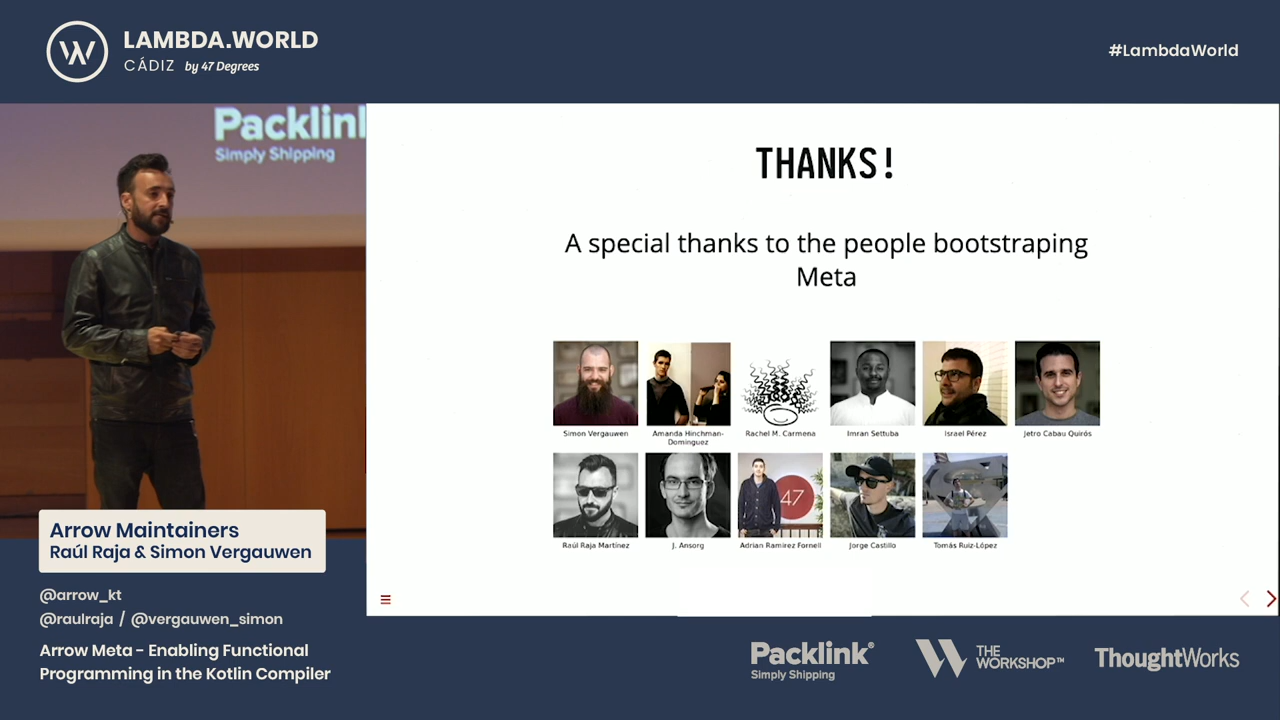 LAMBDA.WORLD
CÁDIZ by 47 Degrees
#LambdaWorld
Packlink
Simply Shipping
THANKS!
A special thanks to the people bootstraping
Meta
Simon Vergauwen
Amanda Hinchman-
Dominguez
Rachel M. Carmena
Imran Settuba
Israel Pérez
Jetro Cabau Quirós
47
Raúl Raja Martínez
J. Ansorg
Adrian Ramirez Fornell
Jorge Castillo
Tomás Ruiz-López
Arrow Maintainers
Raúl Raja & Simon Vergauwen
@arrow_kt
@raulraja / @vergauwen_simon
Arrow Meta - Enabling Functional
Programming in the Kotlin Compiler
Packlink®
Simply Shipping
THE
WORKSHOP™
ThoughtWorks